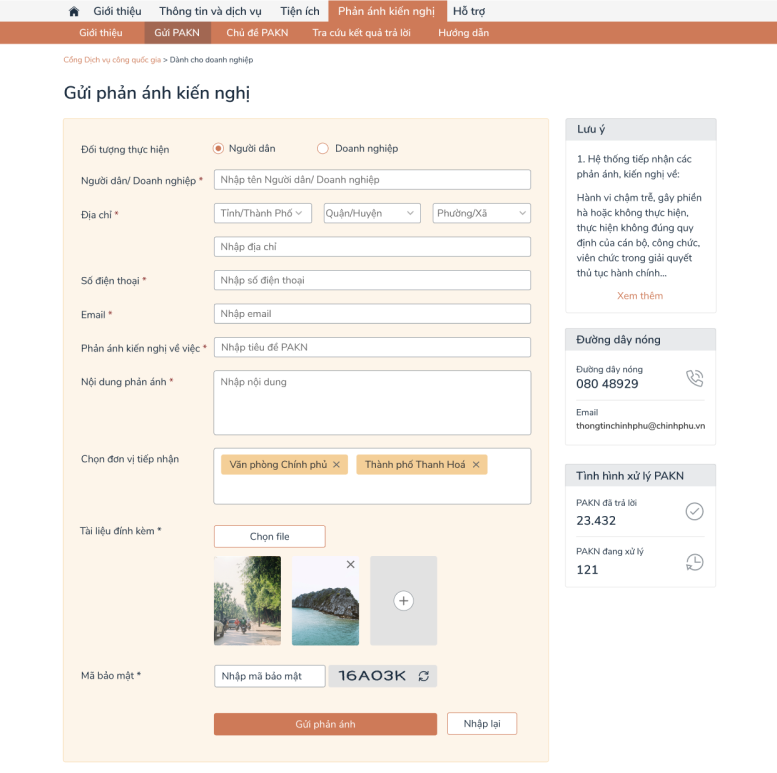 Giới thiệu Thông tin và dịch vụ Tiện ích Phản ánh kiến nghị Hỗ trợ
Giới thiệu Gửi PAKN Chủ đề PAKN Tra cứu kết quả trả lời Hướng dẫn
Cổng Dịch vụ công quốc gia > Dành cho doanh nghiệp
Gửi phản ánh kiến nghị
Đối tượng thực hiện Người dân Doanh nghiệp
Người dân/ Doanh nghiệp * Nhập tên Người dân/ Doanh nghiệp
Địa chỉ * Tỉnh/Thành Phố Quận/Huyện Phường/Xã
Nhập địa chỉ
Số điện thoại * Nhập số điện thoại
Email * Nhập email
Phản ánh kiến nghị về việc * Nhập tiêu đề PAKN
Nội dung phản ánh * Nhập nội dung
Chọn đơn vị tiếp nhận Văn phòng Chính phủ × Thành phố Thanh Hoá ×
Tài liệu đính kèm * Chọn file
Mã bảo mật * Nhập mã bảo mật 16A03K
Gửi phản ánh Nhập lại
Lưu ý
1. Hệ thống tiếp nhận các
phản ánh, kiến nghị về:
Hành vi chậm trễ, gây phiền
hà hoặc không thực hiện,
thực hiện không đúng quy
định của cán bộ, công chức,
viên chức trong giải quyết
thủ tục hành chính...
Xem thêm
Đường dây nóng
Đường dây nóng
080 48929
Email
thongtinchinhphu@chinhphu.vn
Tình hình xử lý PAKN
PAKN đã trả lời
23.432
PAKN đang xử lý
121